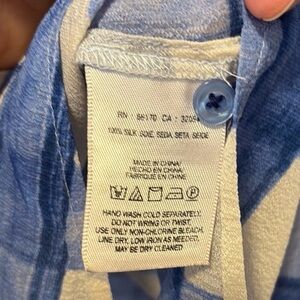 RN : 66170 CA : 3205
100% SILK, SOIE, SEDA, SETA, SEIDE
MADE IN CHINA/
HECHO EN CHINA/
FABRIQUE EN CHINE
HAND WASH COLD SEPARATELY.
DO NOT WRING OR TWIST,
USE ONLY NON-CHLORINE BLEACH,
LINE DRY, LOW IRON AS NEEDED,
MAY BE DRY CLEANED